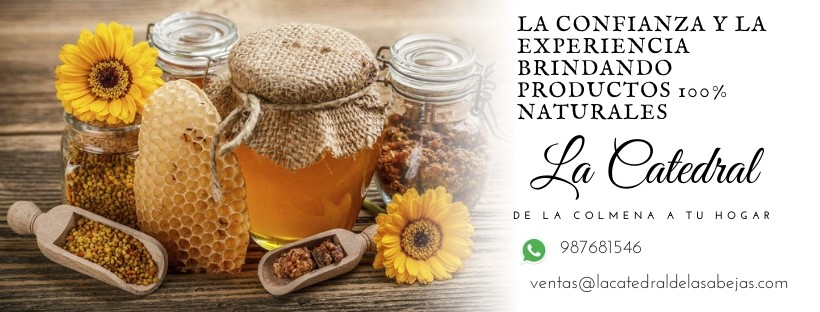 LA CONFIANZA Y LA
EXPERIENCIA
BRINDANDO
PRODUCTOS 100%
NATURALES
La Catedral
DE LA COLMENA A TU HOGAR
987681546
ventas@lacatedraldelasabejas.com